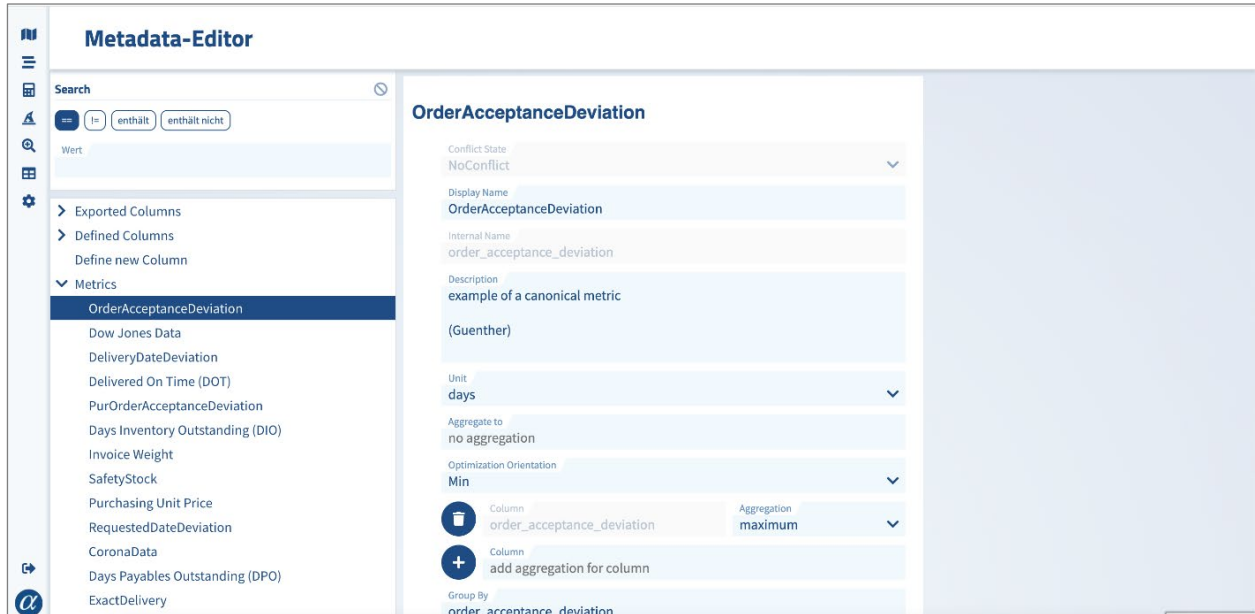 Metadata-Editor
Search
==
!=
enthält
enthält nicht
Wert
Exported Columns
Defined Columns
Define new Column
Metrics
OrderAcceptanceDeviation
Dow Jones Data
DeliveryDateDeviation
Delivered On Time (DOT)
PurOrderAcceptanceDeviation
Days Inventory Outstanding (DIO)
Invoice Weight
SafetyStock
Purchasing Unit Price
RequestedDateDeviation
CoronaData
Days Payables Outstanding (DPO)
ExactDelivery
α
OrderAcceptanceDeviation
Conflict State
NoConflict
Display Name
OrderAcceptanceDeviation
Internal Name
order_acceptance_deviation
Description
example of a canonical metric
(Guenther)
Unit
days
Aggregate to
no aggregation
Optimization Orientation
Min
Column
order_acceptance_deviation
Aggregation
maximum
Column
add aggregation for column
Group By
order_acceptance_deviation